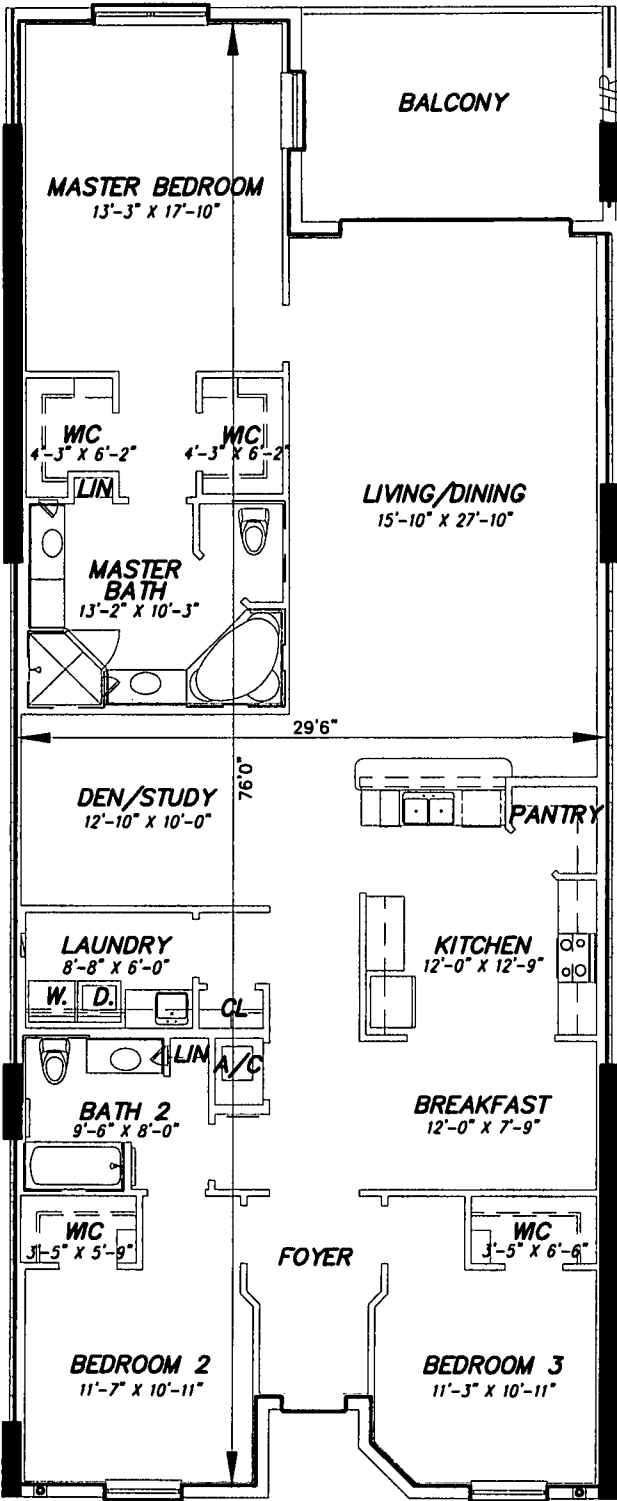 BALCONY
HR
MASTER BEDROOM
13'-3" X 17'-10"
WIC
4'-3" X 6'-2"
WIC
4'-3" X 6'-2"
LIN
LIVING/DINING
15'-10" X 27'-10"
MASTER
BATH
13'-2" X 10'-3"
29'6"
76'0"
DEN/STUDY
12'-10" X 10'-0"
PANTRY
LAUNDRY
8'-8" X 6'-0"
KITCHEN
12'-0" X 12'-9"
W.
D.
CL
LIN
A/C
BATH 2
9'-6" X 8'-0"
BREAKFAST
12'-0" X 7'-9"
WIC
3'-5" X 5'-9"
WIC
3'-5" X 6'-6"
FOYER
BEDROOM 2
11'-7" X 10'-11"
BEDROOM 3
11'-3" X 10'-11"